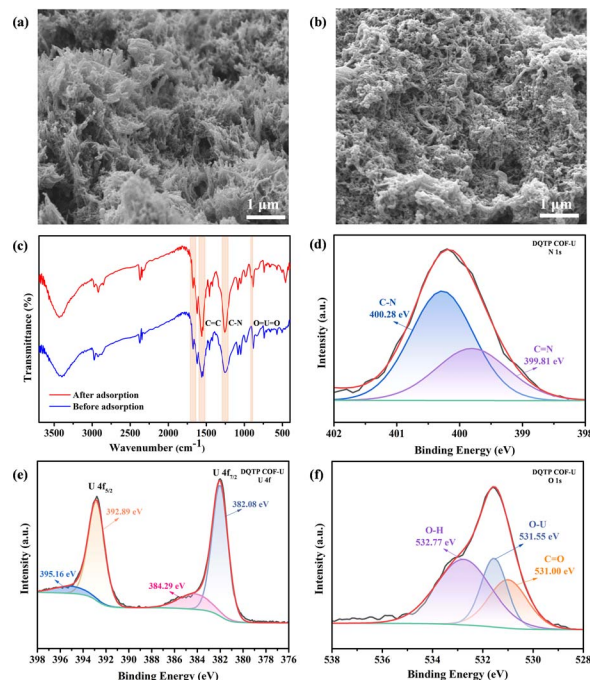 (a)
1 μm
(b)
1 μm
(c)
Transmittance (%)
C=C
C-N
O=U=O
After adsorption
Before adsorption
3500 3000 2500 2000 1500 1000 500
Wavenumber (cm-1
(d)
DQTP COF-U
N 1s
C-N
400.28 eV
C=N
399.81 eV
Intensity (a.u.)
402 401 400 399 398
Binding Energy (eV)
(e)
U 4f7/2
DQTP COF-U
U 4f
U 4f5/2
382.08 eV
392.89 eV
395.16 eV
384.29 eV
Intensity (a.u.)
398 396 394 392 390 388 386 384 382 380 378 376
Binding Energy (eV)
(f)
DQTP COF-U
O 1s
O-H
532.77 eV
O-U
531.55 eV
C=O
531.00 eV
Intensity (a.u.)
538 534 532 530 528
Binding Energy (eV)